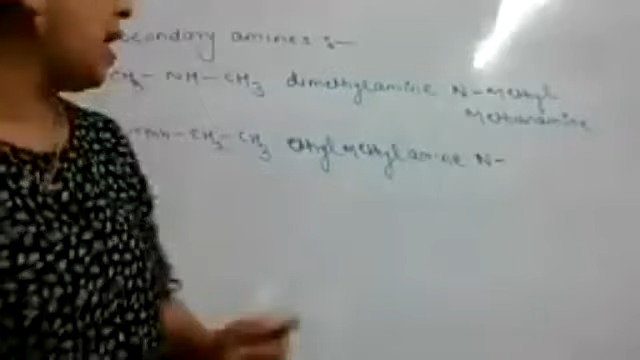 secondary amines :-
CH3 - NH - CH3 dimethylamine N-Methyl
Methanamine
NH - CH2 - CH3 ethylmethylamine N-